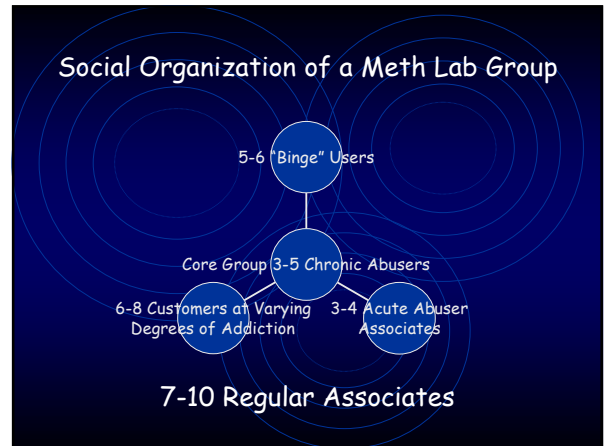 Social Organization of a Meth Lab Group
5-6 "Binge" Users
Core Group 3-5 Chronic Abusers
6-8 Customers at Varying
Degrees of Addiction
3-4 Acute Abuser
Associates
7-10 Regular Associates